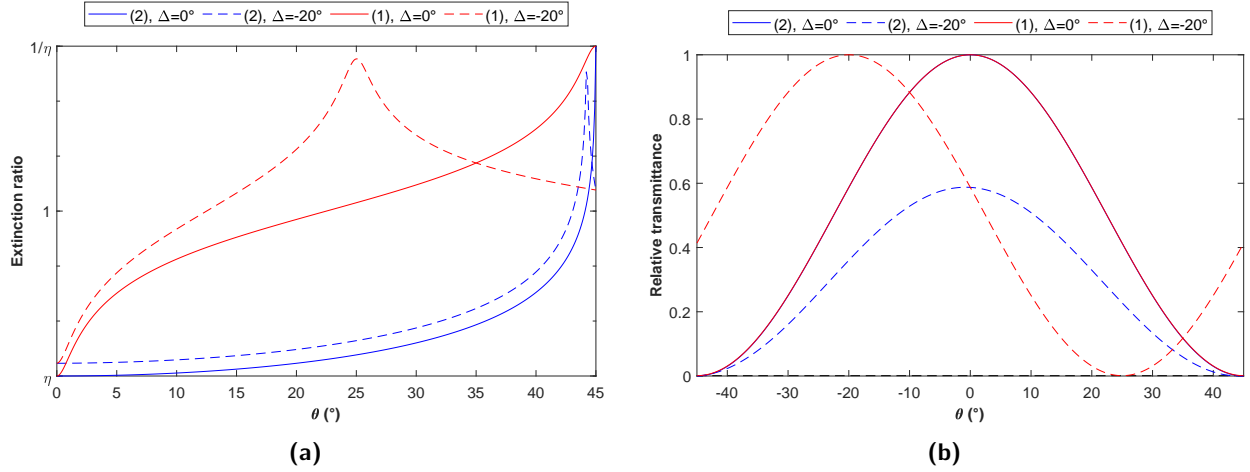 (2), Δ=0° (2), Δ=-20° (1), Δ=0° (1), Δ=-20°
1/η
1
η
Extinction ratio
0 5 10 15 20 25 30 35 40 45
θ (°)
(a)
(2), Δ=0° (2), Δ=-20° (1), Δ=0° (1), Δ=-20°
1
0.8
0.6
0.4
0.2
0
Relative transmittance
-40 -30 -20 -10 0 10 20 30 40
θ (°)
(b)